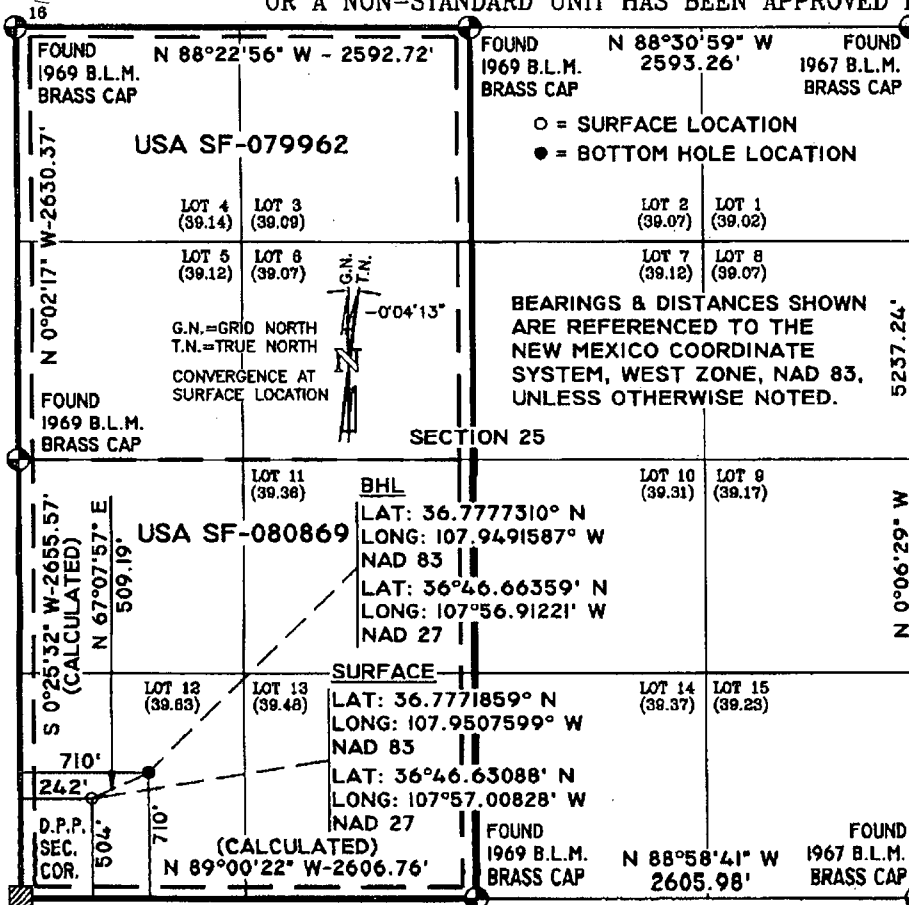 16
OR A NON-STANDARD UNIT HAS BEEN APPROVED
FOUND
1969 B.L.M.
BRASS CAP
N 88°22'56" W - 2592.72'
FOUND
1969 B.L.M.
BRASS CAP
N 88°30'59" W
2593.26'
FOUND
1967 B.L.M.
BRASS CAP
O = SURFACE LOCATION
● = BOTTOM HOLE LOCATION
USA SF-079962
N 0°02'17" W-2630.37'
LOT 4
(39.14)
LOT 3
(39.09)
LOT 2
(39.07)
LOT 1
(39.02)
LOT 5
(39.12)
LOT 6
(39.07)
LOT 7
(39.12)
LOT 8
(39.07)
G.N.
T.N.
-0°04'13"
N
G.N.=GRID NORTH
T.N.=TRUE NORTH
CONVERGENCE AT
SURFACE LOCATION
BEARINGS & DISTANCES SHOWN
ARE REFERENCED TO THE
NEW MEXICO COORDINATE
SYSTEM, WEST ZONE, NAD 83,
UNLESS OTHERWISE NOTED.
5237.24'
N 0°06'29" W
FOUND
1969 B.L.M.
BRASS CAP
SECTION 25
LOT 11
(39.36)
LOT 10
(39.31)
LOT 9
(39.17)
USA SF-080869
BHL
LAT: 36.7777310° N
LONG: 107.9491587° W
NAD 83
LAT: 36°46.66359' N
LONG: 107°56.91221' W
NAD 27
S 0°25'32" W-2655.57'
(CALCULATED)
N 67°07'57" E
509.19'
LOT 12
(39.63)
LOT 13
(39.48)
LOT 14
(39.37)
LOT 15
(39.23)
SURFACE
LAT: 36.7771859° N
LONG: 107.9507599° W
NAD 83
LAT: 36°46.63088' N
LONG: 107°57.00828' W
NAD 27
710'
242'
504'
710'
D.P.P.
SEC.
COR.
(CALCULATED)
N 89°00'22" W-2606.76'
FOUND
1969 B.L.M.
BRASS CAP
N 88°58'41" W
2605.98'
FOUND
1967 B.L.M.
BRASS CAP